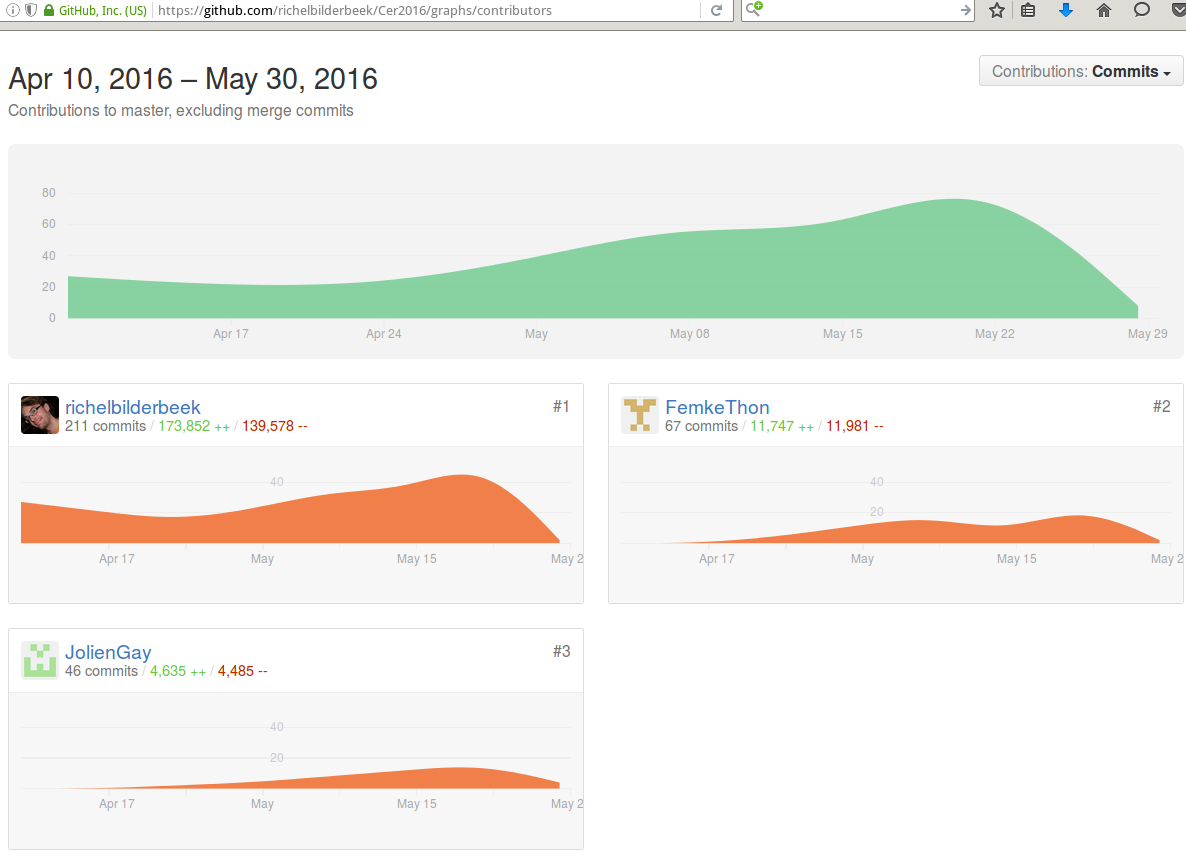 GitHub, Inc. (US) https://github.com/richelbilderbeek/Cer2016/graphs/contributors
Apr 10, 2016 – May 30, 2016
Contributions: Commits
Contributions to master, excluding merge commits
80
60
40
20
0
Apr 17 Apr 24 May May 08 May 15 May 22 May 29
richelbilderbeek #1
211 commits / 173,852 ++ / 139,578 --
40
Apr 17 May May 15 May 2
FemkeThon #2
67 commits / 11,747 ++ / 11,981 --
40
20
Apr 17 May May 15 May 2
JolienGay #3
46 commits / 4,635 ++ / 4,485 --
40
20
Apr 17 May May 15 May 2